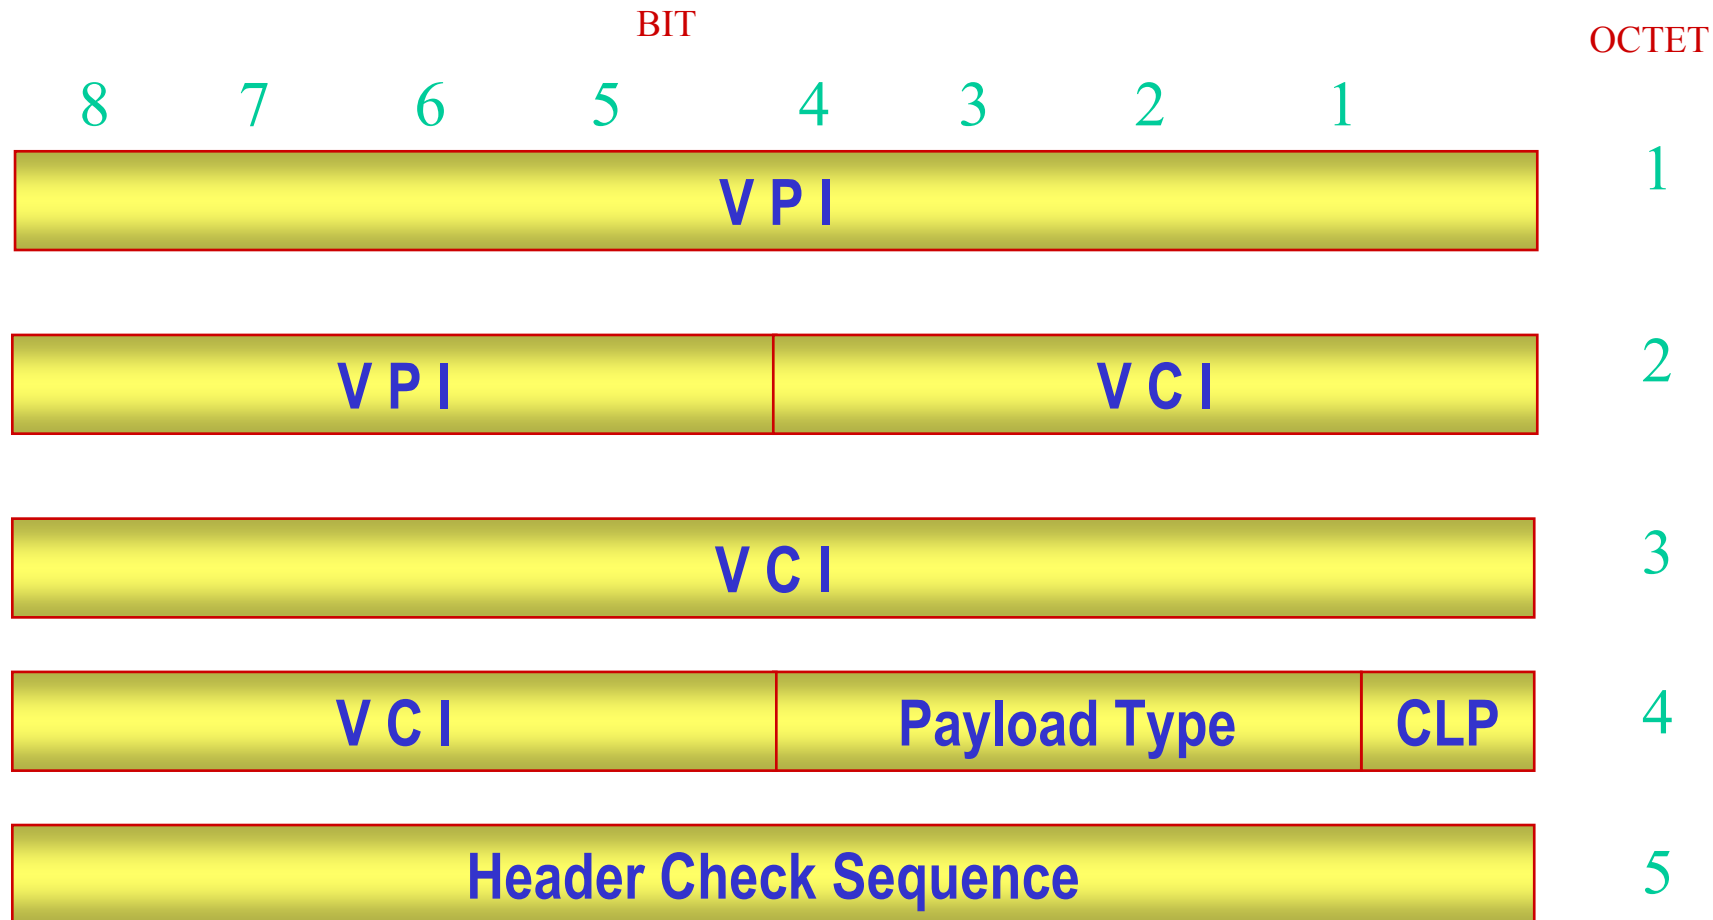 BIT
OCTET
8 7 6 5 4 3 2 1
V P I
1
V P I V C I
2
V C I
3
V C I Payload Type CLP
4
Header Check Sequence
5